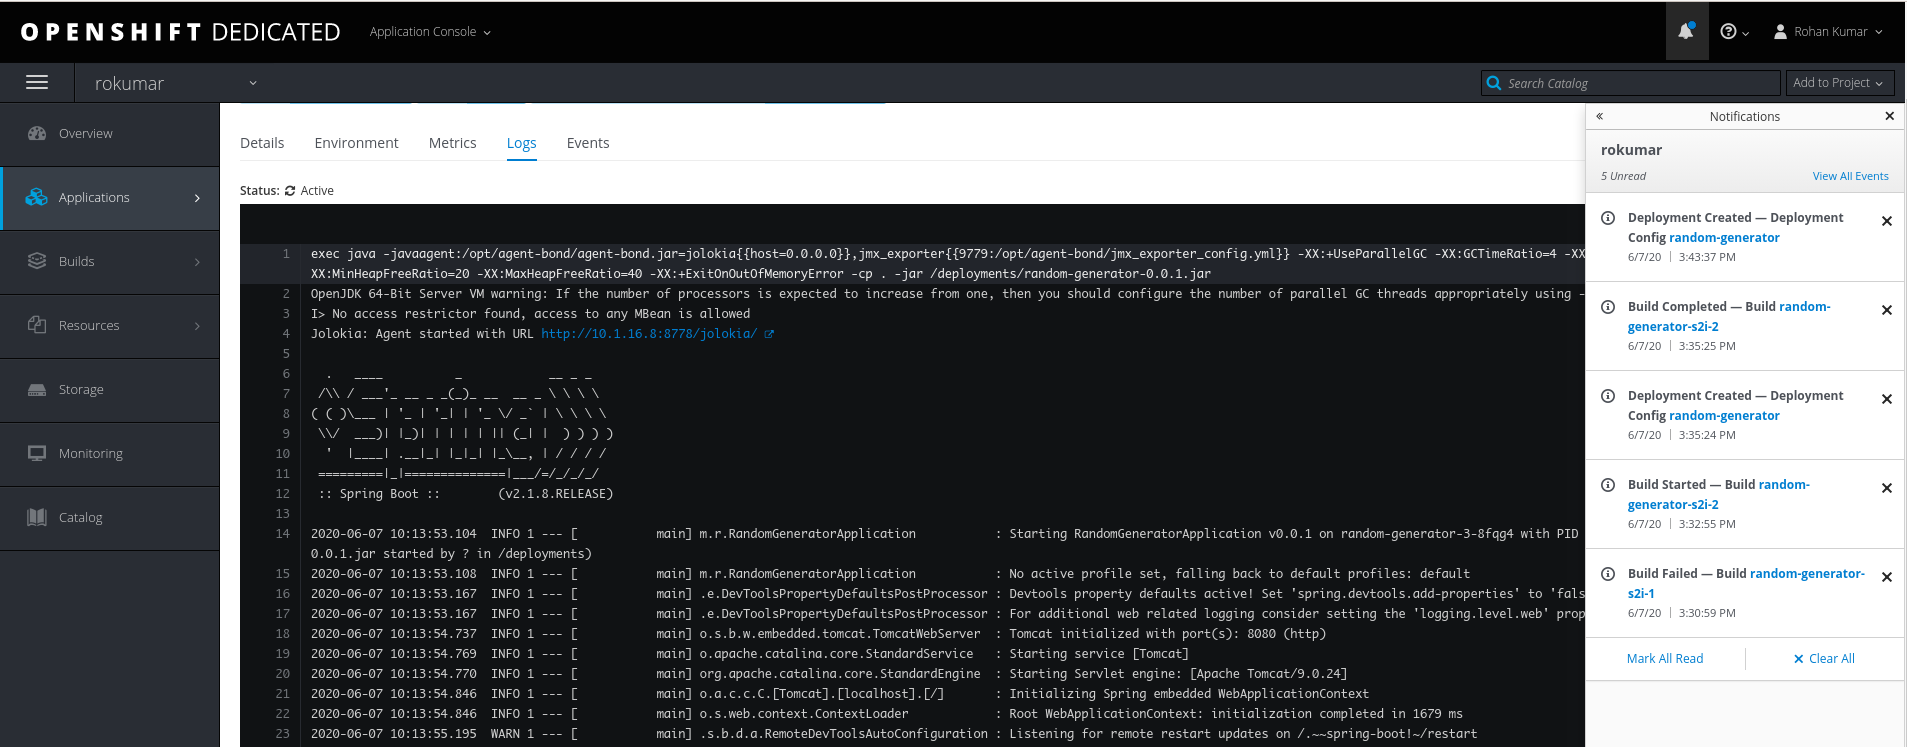 OPENSHIFT DEDICATED
Application Console
Rohan Kumar
rokumar
Search Catalog
Add to Project
Overview
Applications
Builds
Resources
Storage
Monitoring
Catalog
Details Environment Metrics Logs Events
Status: Active
1 exec java -javaagent:/opt/agent-bond/agent-bond.jar=jolokia{{host=0.0.0.0}},jmx_exporter{{9779:/opt/agent-bond/jmx_exporter_config.yml}} -XX:+UseParallelGC -XX:GCTimeRatio=4 -XX
XX:MinHeapFreeRatio=20 -XX:MaxHeapFreeRatio=40 -XX:+ExitOnOutOfMemoryError -cp . -jar /deployments/random-generator-0.0.1.jar
2 OpenJDK 64-Bit Server VM warning: If the number of processors is expected to increase from one, then you should configure the number of parallel GC threads appropriately using -
3 I> No access restrictor found, access to any MBean is allowed
4 Jolokia: Agent started with URL http://10.1.16.8:8778/jolokia/
5
6   .   ____          _            __ _ _
7  /\\ / ___'_ __ _ _(_)_ __  __ _ \ \ \ \
8 ( ( )\___ | '_ | '_| | '_ \/ _` | \ \ \ \
9  \\/  ___)| |_)| | | | | || (_| |  ) ) ) )
10   '  |____| .__|_| |_|_| |_\__, | / / / /
11  =========|_|==============|___/=/_/_/_/
12  :: Spring Boot ::        (v2.1.8.RELEASE)
13
14 2020-06-07 10:13:53.104  INFO 1 --- [           main] m.r.RandomGeneratorApplication           : Starting RandomGeneratorApplication v0.0.1 on random-generator-3-8fqg4 with PID
0.0.1.jar started by ? in /deployments)
15 2020-06-07 10:13:53.108  INFO 1 --- [           main] m.r.RandomGeneratorApplication           : No active profile set, falling back to default profiles: default
16 2020-06-07 10:13:53.167  INFO 1 --- [           main] .e.DevToolsPropertyDefaultsPostProcessor : Devtools property defaults active! Set 'spring.devtools.add-properties' to 'fals
17 2020-06-07 10:13:53.167  INFO 1 --- [           main] .e.DevToolsPropertyDefaultsPostProcessor : For additional web related logging consider setting the 'logging.level.web' prop
18 2020-06-07 10:13:54.737  INFO 1 --- [           main] o.s.b.w.embedded.tomcat.TomcatWebServer  : Tomcat initialized with port(s): 8080 (http)
19 2020-06-07 10:13:54.769  INFO 1 --- [           main] o.apache.catalina.core.StandardService   : Starting service [Tomcat]
20 2020-06-07 10:13:54.770  INFO 1 --- [           main] org.apache.catalina.core.StandardEngine  : Starting Servlet engine: [Apache Tomcat/9.0.24]
21 2020-06-07 10:13:54.846  INFO 1 --- [           main] o.a.c.c.C.[Tomcat].[localhost].[/]       : Initializing Spring embedded WebApplicationContext
22 2020-06-07 10:13:54.846  INFO 1 --- [           main] o.s.web.context.ContextLoader            : Root WebApplicationContext: initialization completed in 1679 ms
23 2020-06-07 10:13:55.195  WARN 1 --- [           main] .s.b.d.a.RemoteDevToolsAutoConfiguration : Listening for remote restart updates on /.~~spring-boot!~/restart
Notifications
rokumar
5 Unread View All Events
Deployment Created — Deployment
Config random-generator
6/7/20 | 3:43:37 PM
Build Completed — Build random-
generator-s2i-2
6/7/20 | 3:35:25 PM
Deployment Created — Deployment
Config random-generator
6/7/20 | 3:35:24 PM
Build Started — Build random-
generator-s2i-2
6/7/20 | 3:32:55 PM
Build Failed — Build random-generator-
s2i-1
6/7/20 | 3:30:59 PM
Mark All Read Clear All